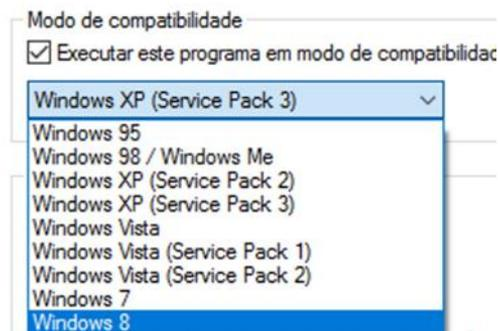 Modo de compatibilidade
Executar este programa em modo de
Windows XP (Service Pack 3)
Windows 95
Windows 98 / Windows Me
Windows XP (Service Pack 2)
Windows XP (Service Pack 3)
Windows Vista
Windows Vista (Service Pack 1)
Windows Vista (Service Pack 2)
Windows 7
Windows 8